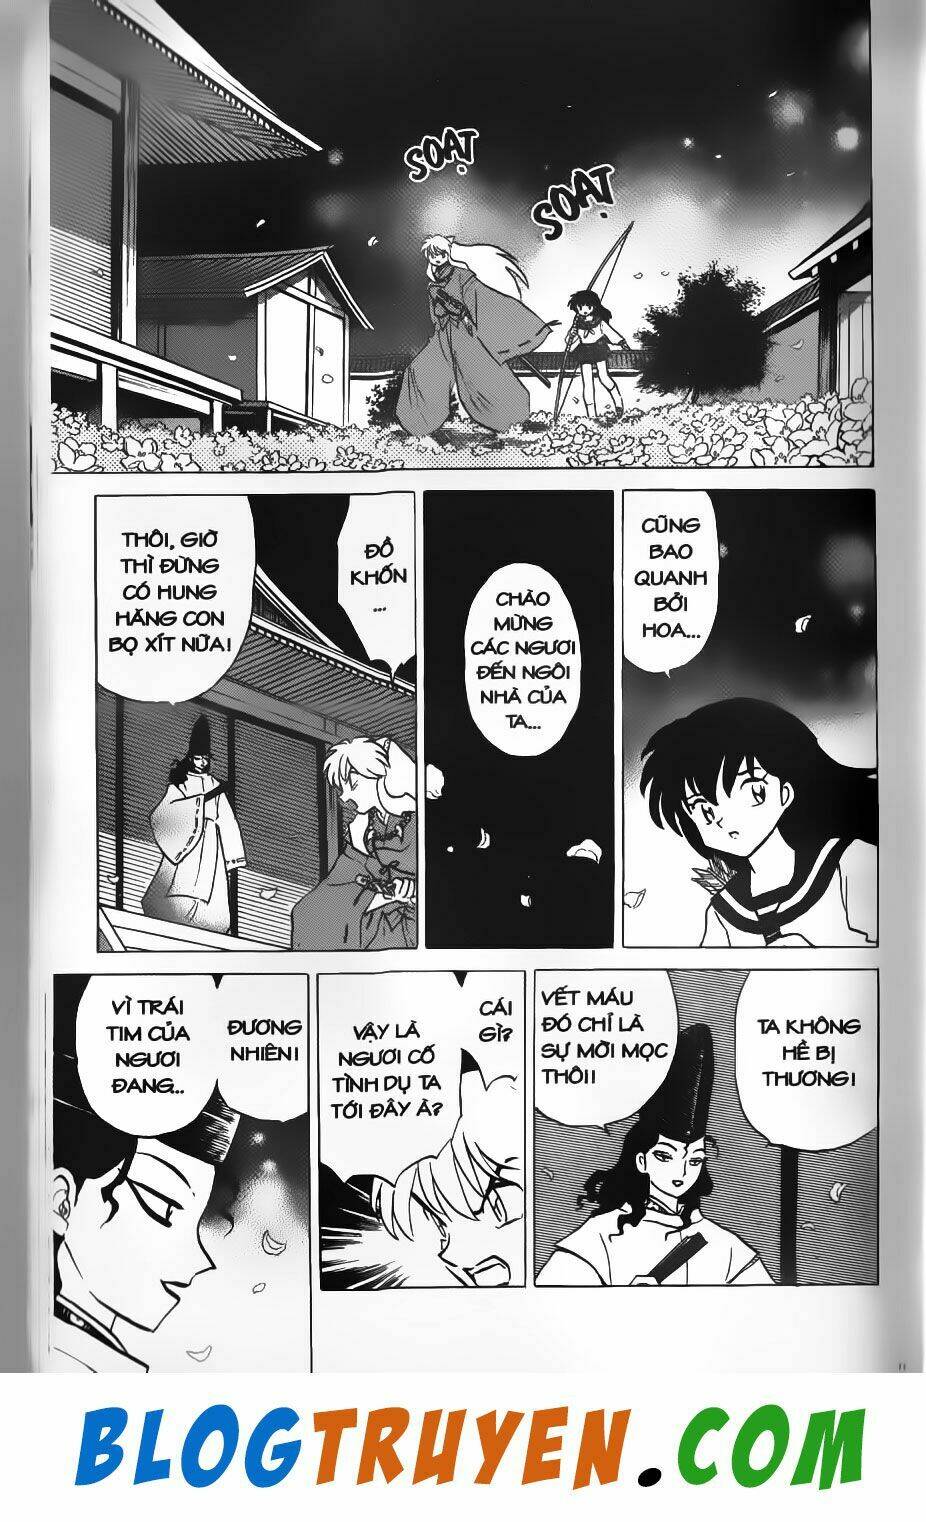 SOẠT
SOẠT
CŨNG
BAO
QUANH
BỞI
HOA...
CHÀO
MỪNG
CÁC NGƯƠI
ĐẾN NGÔI
NHÀ CỦA
TA...
ĐỒ
KHỐN
...
THÔI, GIỜ
THÌ ĐỪNG
CÓ HUNG
HĂNG CON
BỌ XÍT NỮA!
TA KHÔNG
HỀ BỊ
THƯƠNG!
VẾT MÁU
ĐÓ CHỈ LÀ
SỰ MỜI MỌC
THÔI!
CÁI
GÌ?
VẬY LÀ
NGƯƠI CỐ
TÌNH DỤ TA
TỚI ĐÂY À?
ĐƯƠNG
NHIÊN!
VÌ TRÁI
TIM CỦA
NGƯƠI
ĐANG...
11
BLOGTRUYEN.COM